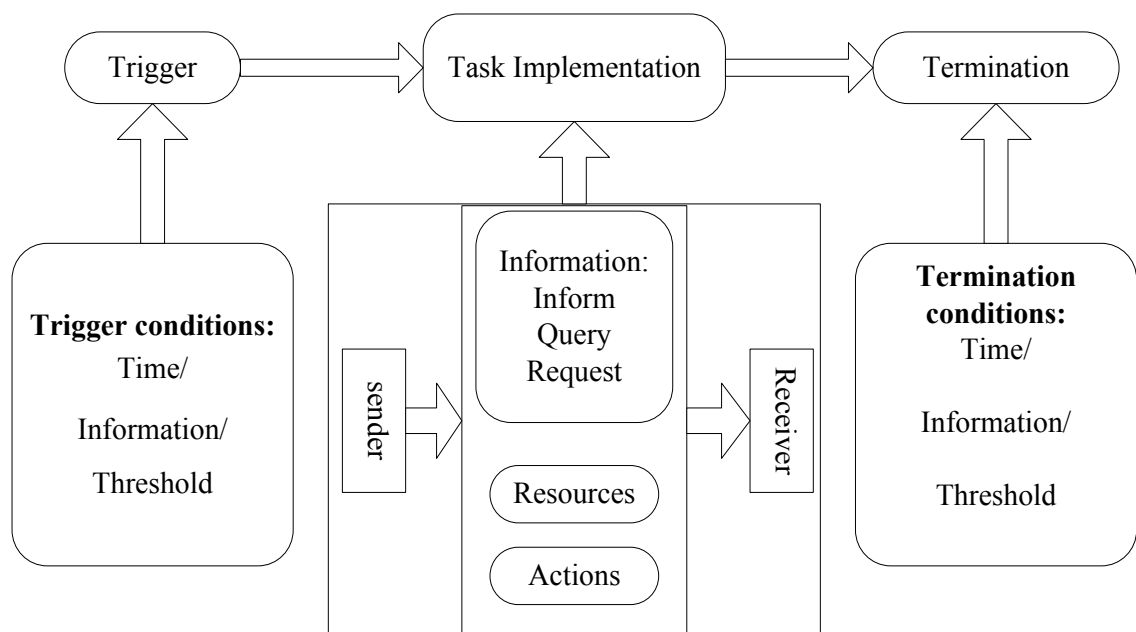 Trigger
Task Implementation
Termination
Trigger conditions:
Time/
Information/
Threshold
sender
Information:
Inform
Query
Request
Resources
Actions
Receiver
Termination
conditions:
Time/
Information/
Threshold